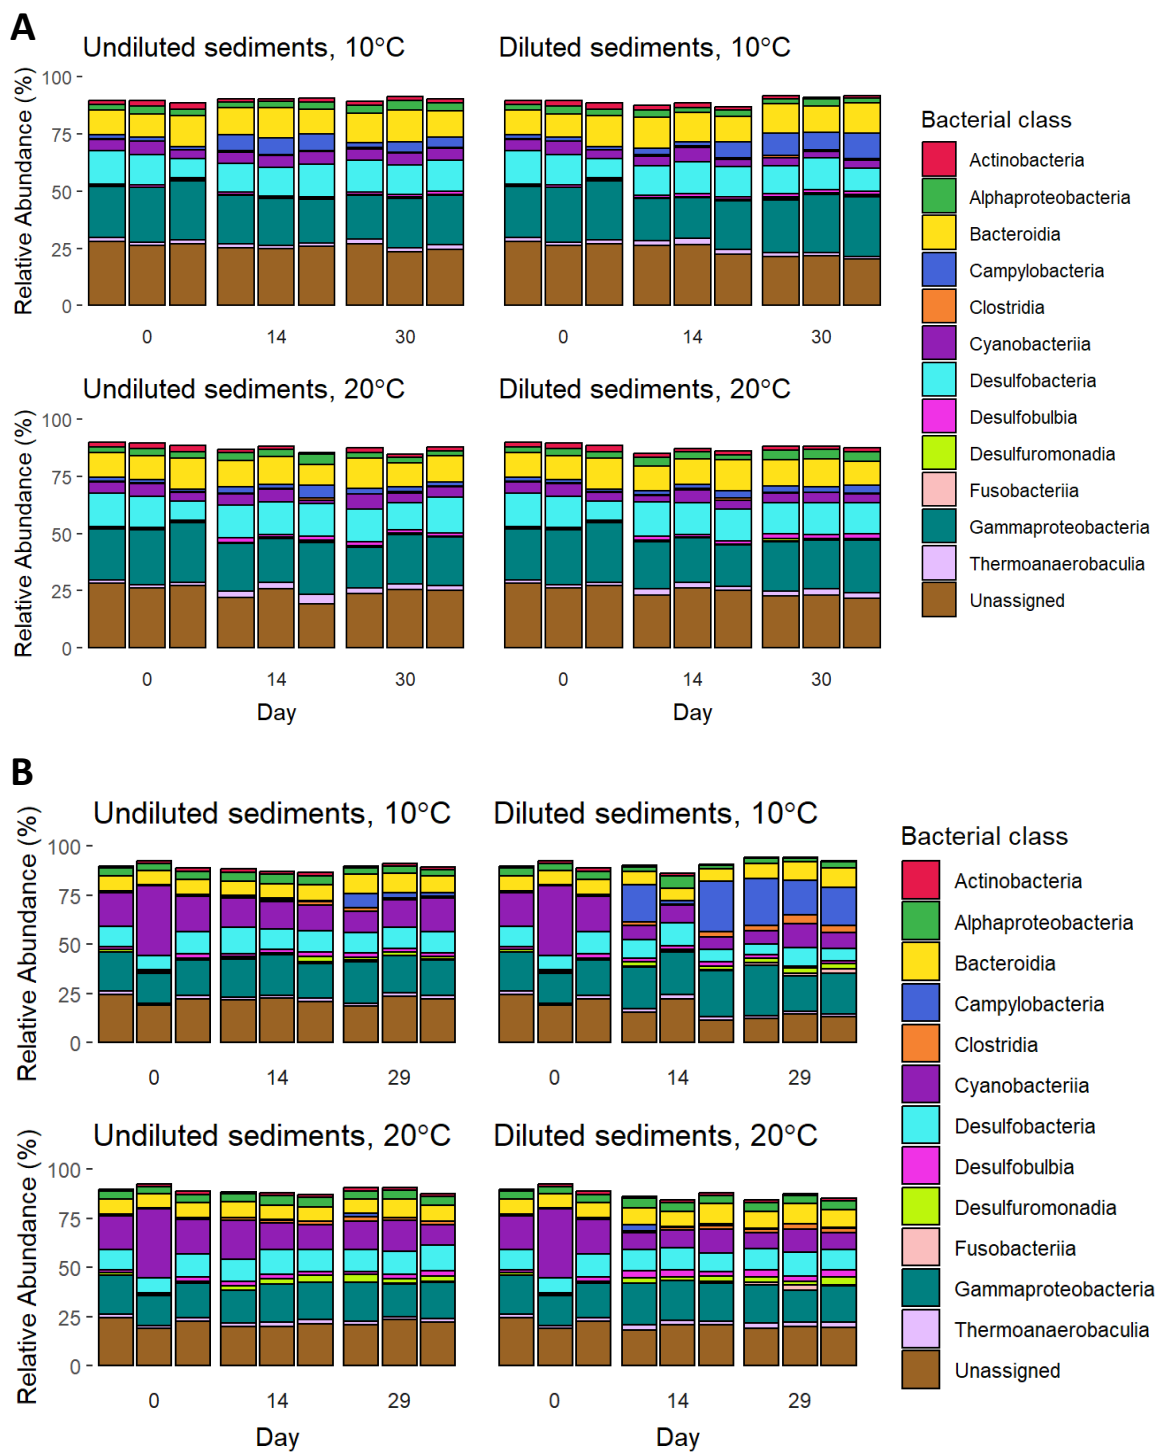 A
Undiluted sediments, 10°C
Diluted sediments, 10°C
Relative Abundance (%)
100
75
50
25
0
0 14 30
0 14 30
Undiluted sediments, 20°C
Diluted sediments, 20°C
Relative Abundance (%)
100
75
50
25
0
0 14 30
0 14 30
Day
Day
Bacterial class
Actinobacteria
Alphaproteobacteria
Bacteroidia
Campylobacteria
Clostridia
Cyanobacteriia
Desulfobacteria
Desulfobulbia
Desulfuromonadia
Fusobacteriia
Gammaproteobacteria
Thermoanaerobaculia
Unassigned
B
Undiluted sediments, 10°C
Diluted sediments, 10°C
Relative Abundance (%)
100
75
50
25
0
0 14 29
0 14 29
Undiluted sediments, 20°C
Diluted sediments, 20°C
Relative Abundance (%)
100
75
50
25
0
0 14 29
0 14 29
Day
Day
Bacterial class
Actinobacteria
Alphaproteobacteria
Bacteroidia
Campylobacteria
Clostridia
Cyanobacteriia
Desulfobacteria
Desulfobulbia
Desulfuromonadia
Fusobacteriia
Gammaproteobacteria
Thermoanaerobaculia
Unassigned